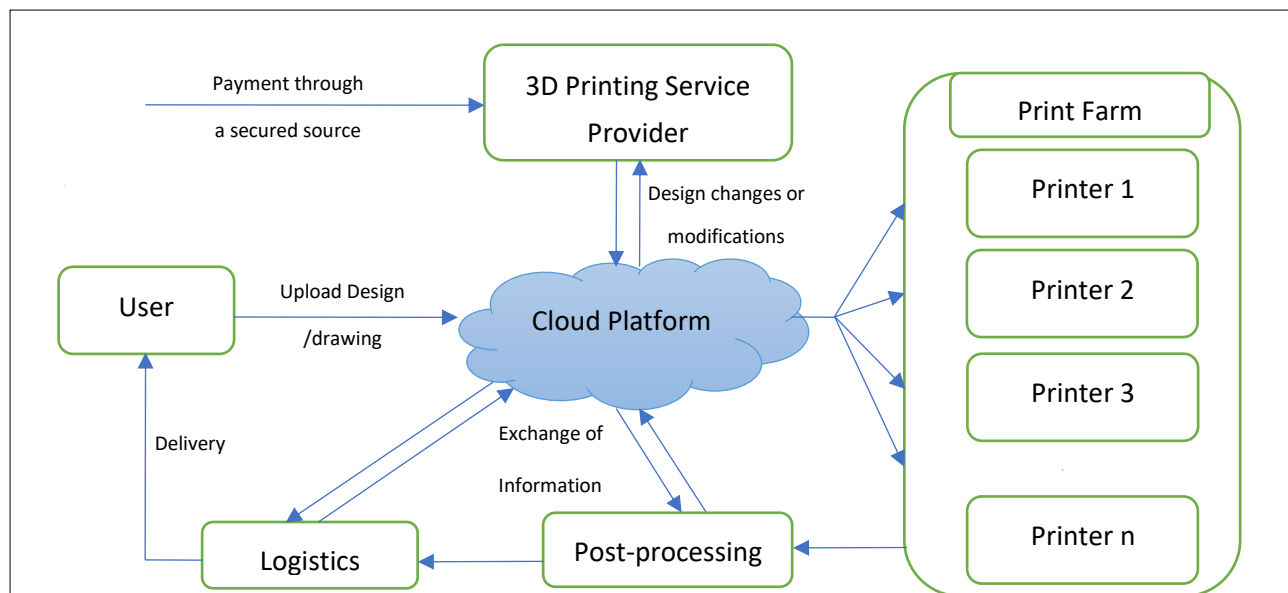 Payment through
a secured source
3D Printing Service
Provider
Print Farm
Printer 1
Design changes or
modifications
User
Upload Design
/drawing
Cloud Platform
Printer 2
Printer 3
Delivery
Exchange of
Information
Logistics
Post-processing
Printer n